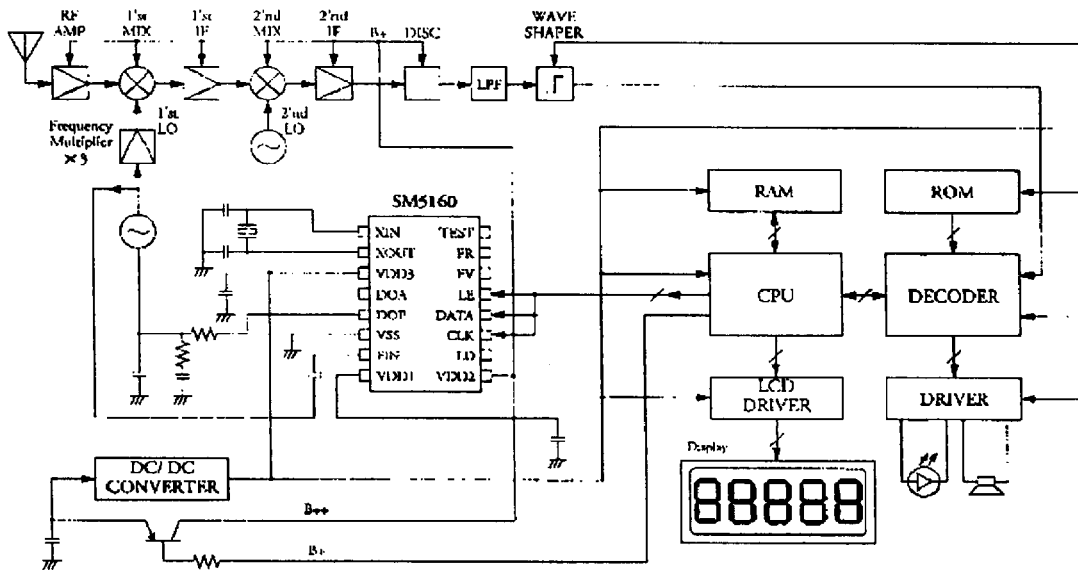 RF
AMP
1'st
MIX
1'st
IF
2'nd
MIX
2'nd
IF
B+
DISC
WAVE
SHAPER
LPF
1'st
LO
2'nd
LO
Frequency
Multiplier
×3
SM5160
XIN
XOUT
VDD3
DOA
DOP
VSS
FIN
VDD1
TEST
FR
FV
LE
DATA
CLK
LD
VDD2
RAM
ROM
CPU
DECODER
LCD
DRIVER
DRIVER
Display
88888
DC/DC
CONVERTER
B++
B+